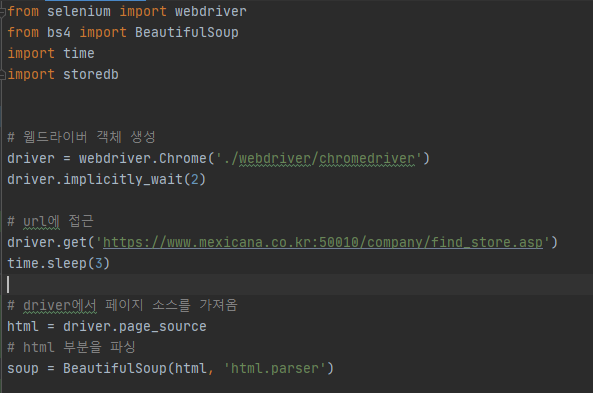 from selenium import webdriver
from bs4 import BeautifulSoup
import time
import storedb
# 웹드라이버 객체 생성
driver = webdriver.Chrome('./webdriver/chromedriver')
driver.implicitly_wait(2)
# url에 접근
driver.get('https://www.mexicana.co.kr:50010/company/find_store.asp')
time.sleep(3)
# driver에서 페이지 소스를 가져옴
html = driver.page_source
# html 부분을 파싱
soup = BeautifulSoup(html, 'html.parser')